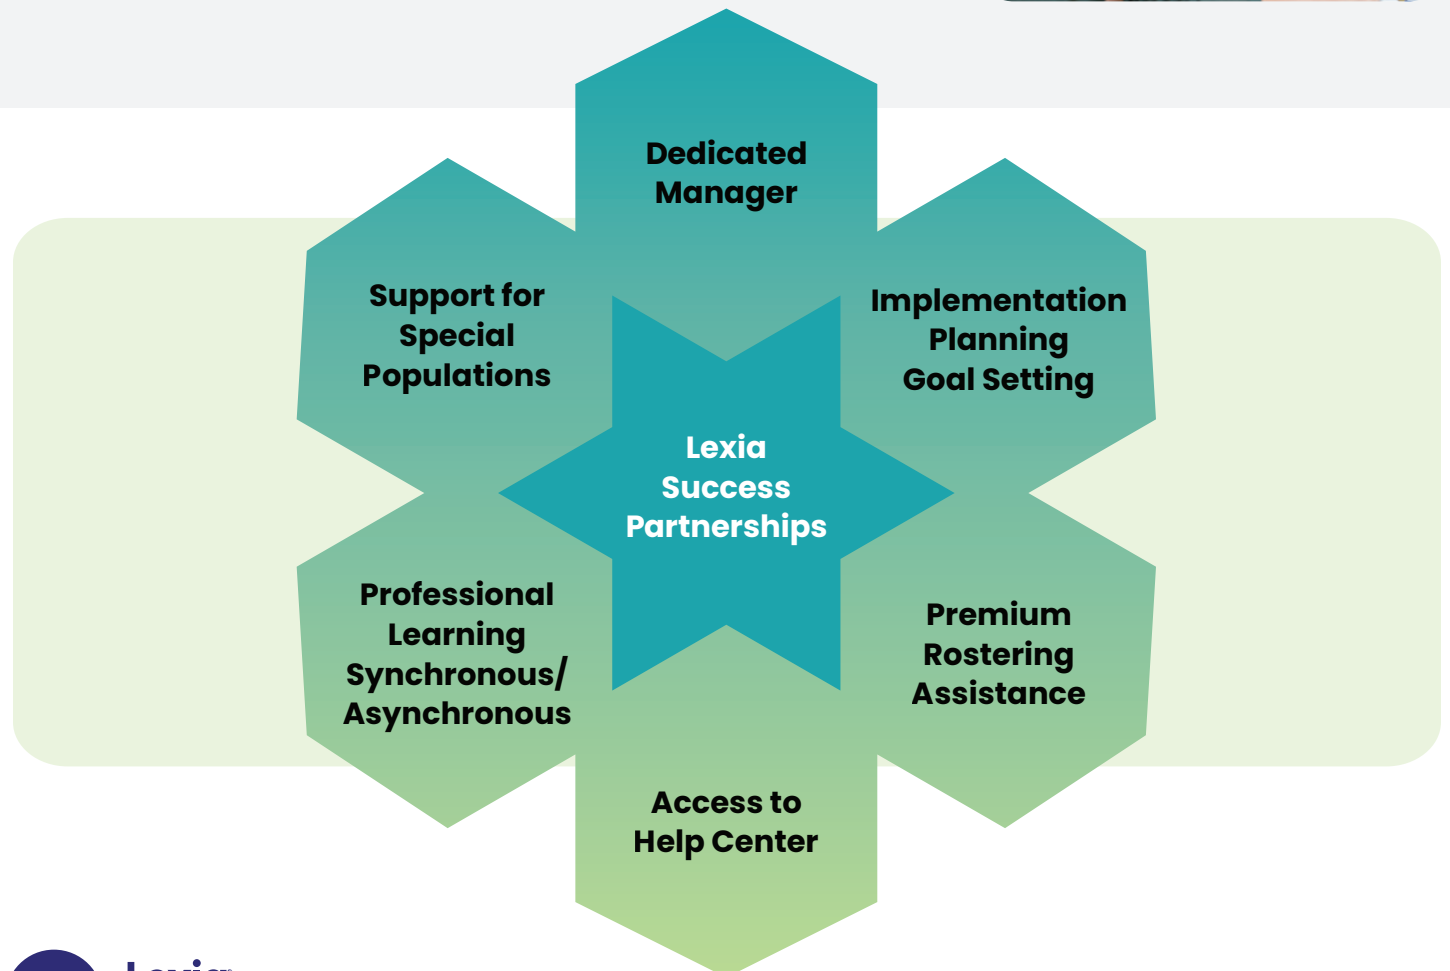 Dedicated
Manager
Support for
Special
Populations
Implementation
Planning
Goal Setting
Lexia
Success
Partnerships
Professional
Learning
Synchronous/
Asynchronous
Premium
Rostering
Assistance
Access to
Help Center
Lexia